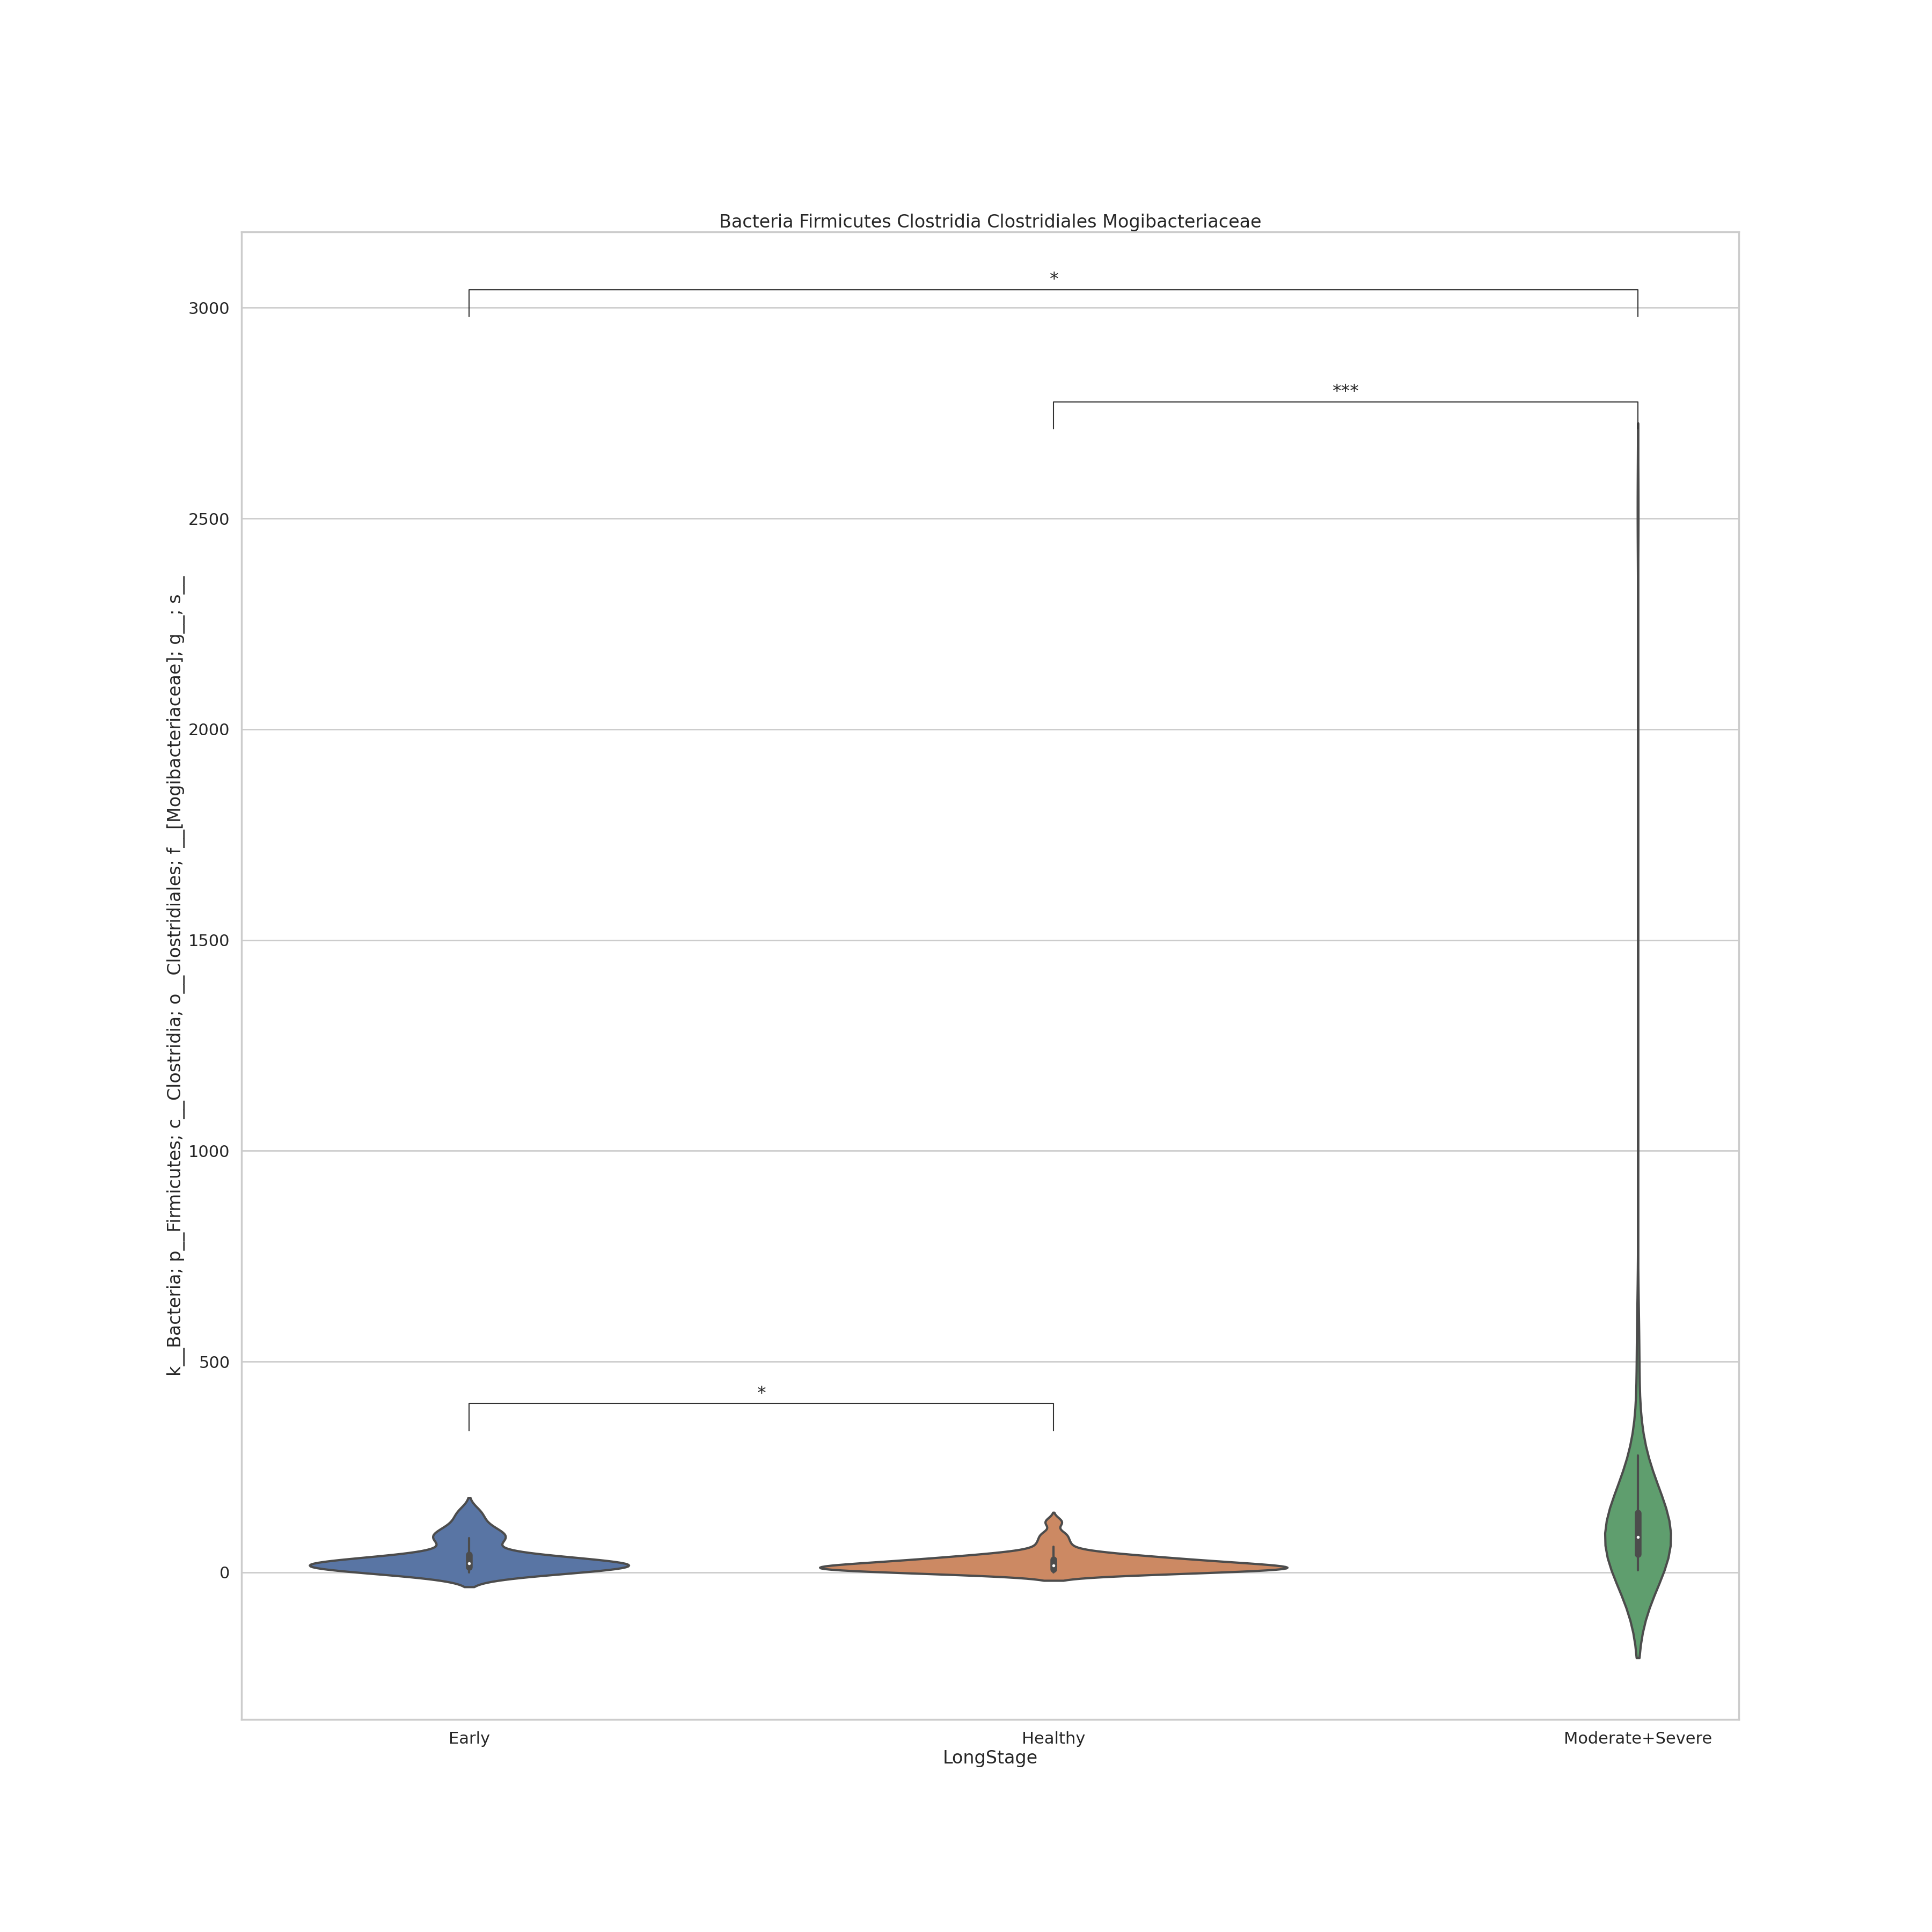 Bacteria Firmicutes Clostridia Clostridiales Mogibacteriaceae
k__Bacteria; p__Firmicutes; c__Clostridia; o__Clostridiales; f__[Mogibacteriaceae]; g__; s__
3000
2500
2000
1500
1000
500
0
*
***
*
Early
Healthy
Moderate+Severe
LongStage